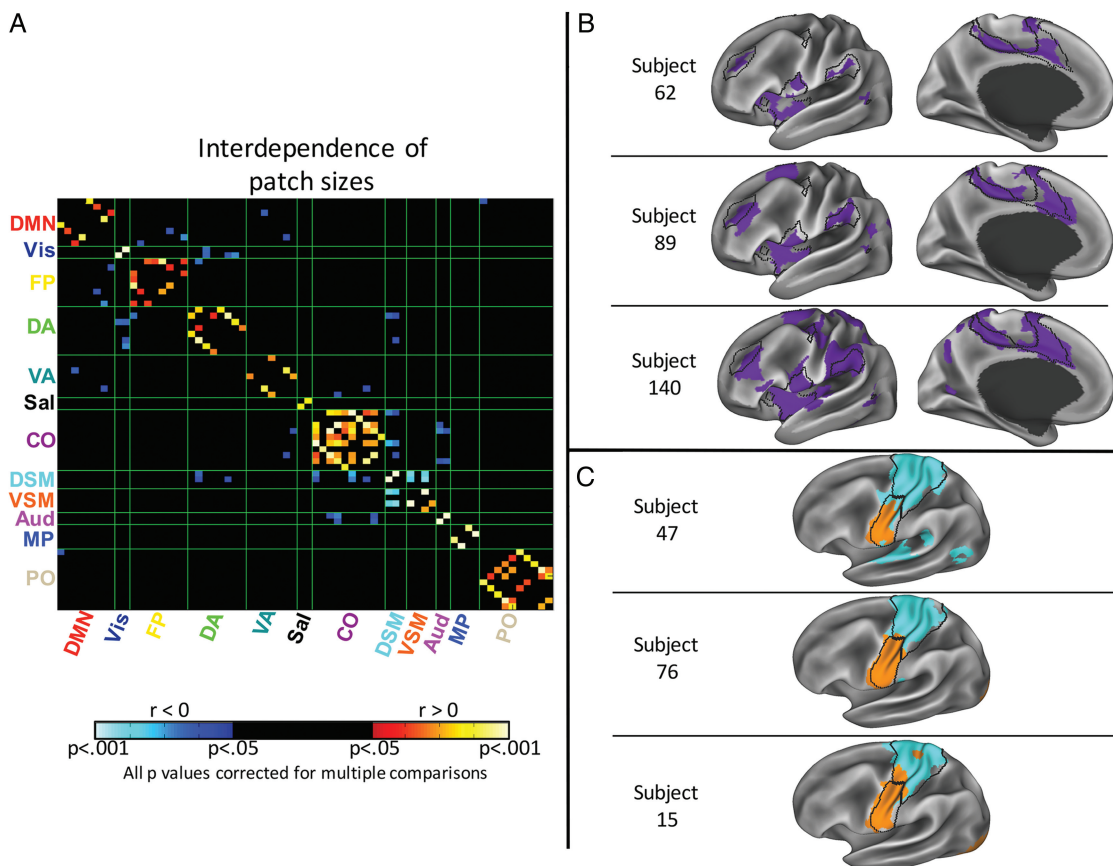 A
Interdependence of
patch sizes
DMN
Vis
FP
DA
VA
Sal
CO
DSM
VSM
Aud
MP
PO
DMN
Vis
FP
DA
VA
Sal
CO
DSM
VSM
Aud
MP
PO
r < 0
r > 0
p<.001
p<.05
p<.05
p<.001
All p values corrected for multiple comparisons
B
Subject
62
Subject
89
Subject
140
C
Subject
47
Subject
76
Subject
15